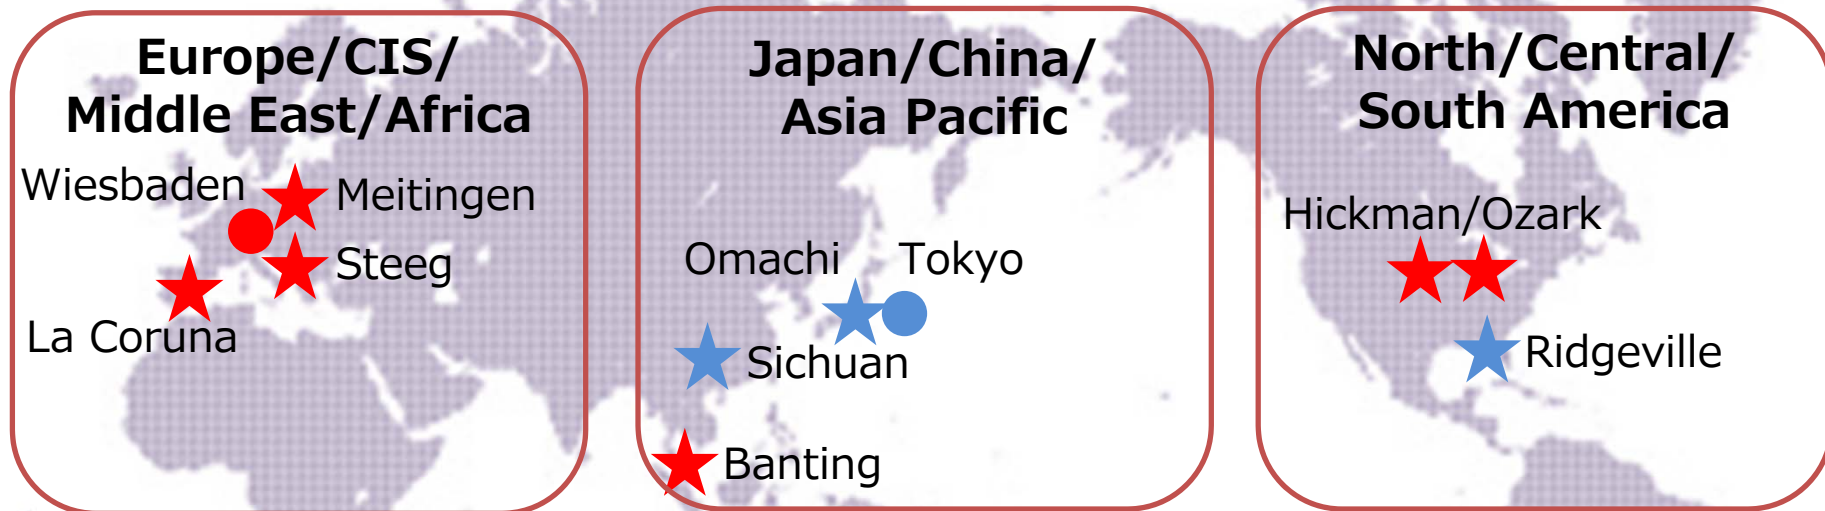 Europe/CIS/
Middle East/Africa
Wiesbaden
Meitingen
Steeg
La Coruna
Japan/China/
Asia Pacific
Omachi
Tokyo
Sichuan
Banting
North/Central/
South America
Hickman/Ozark
Ridgeville